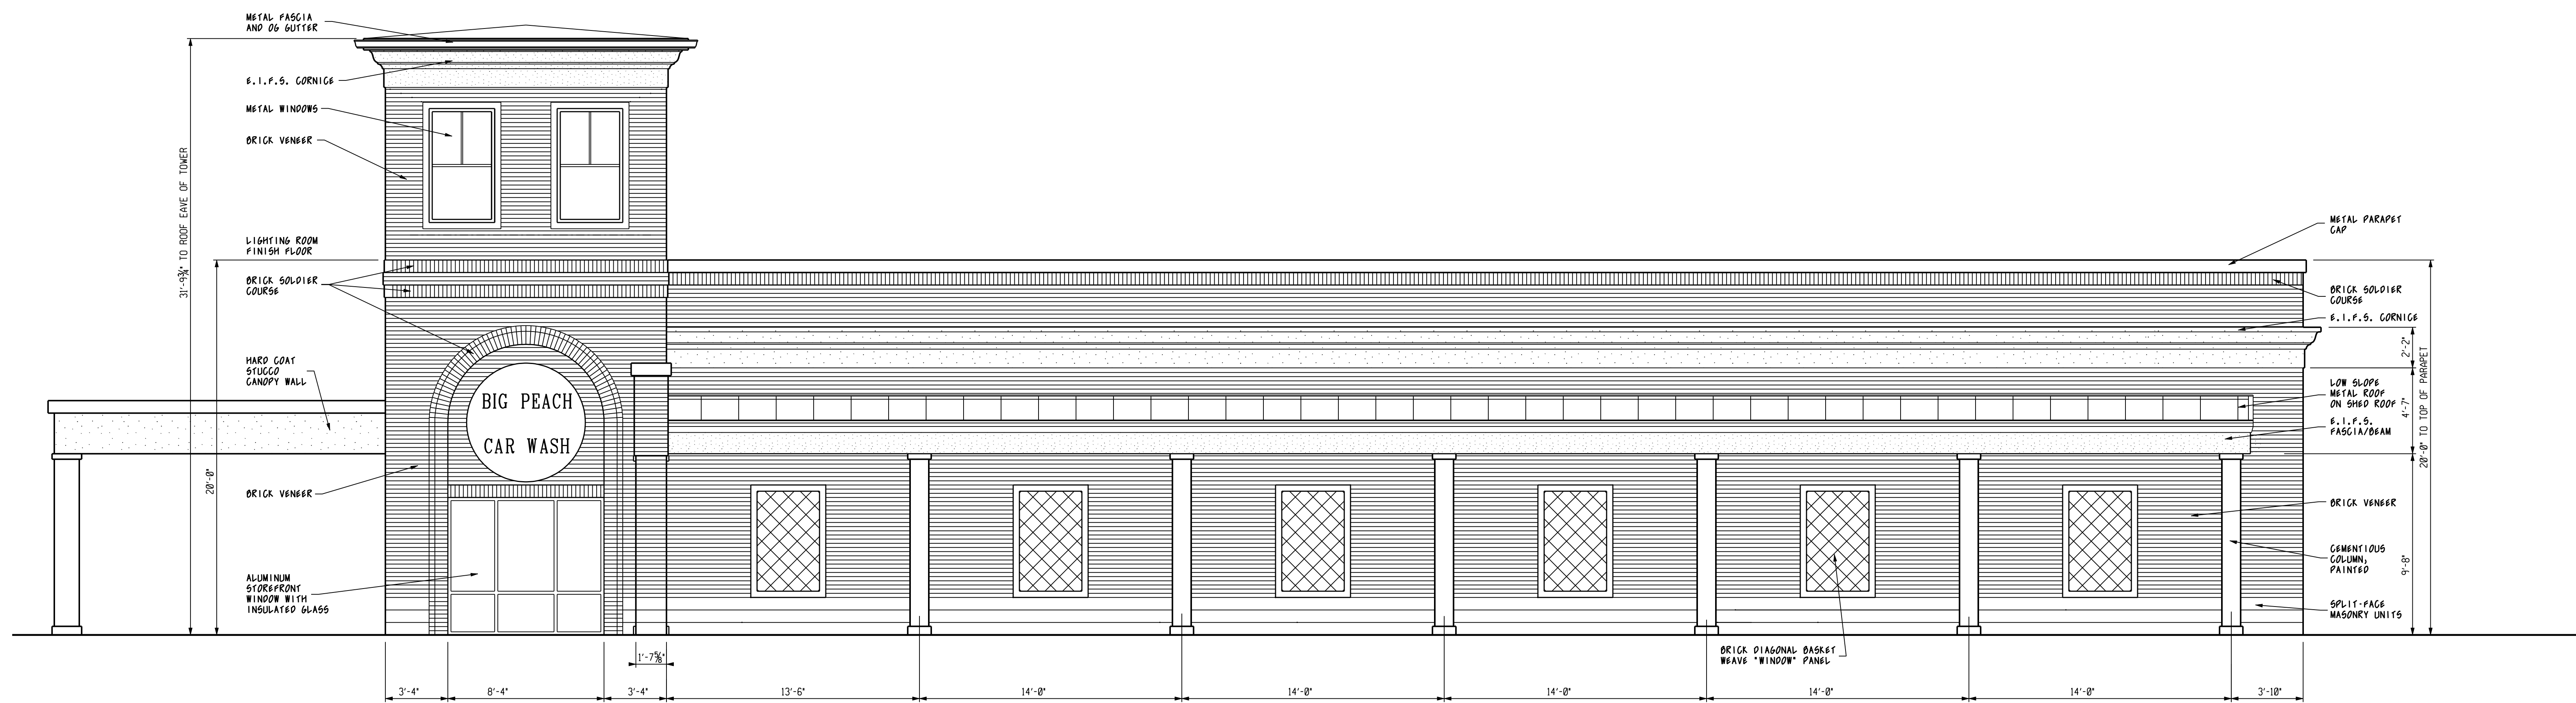 METAL FASCIA
AND OG GUTTER
E.I.F.S. CORNICE
METAL WINDOWS
BRICK VENEER
31'-9¾" TO ROOF EAVE OF TOWER
LIGHTING ROOM
FINISH FLOOR
BRICK SOLDIER
COURSE
HARD COAT
STUCCO
CANOPY WALL
20'-0"
BRICK VENEER
ALUMINUM
STOREFRONT
WINDOW WITH
INSULATED GLASS
BIG PEACH
CAR WASH
METAL PARAPET
CAP
BRICK SOLDIER
COURSE
E.I.F.S. CORNICE
2'-2"
LOW SLOPE
METAL ROOF
ON SHED ROOF
4'-7"
20'-0" TO TOP OF PARAPET
E.I.F.S.
FASCIA/BEAM
BRICK VENEER
CEMENTIOUS
COLUMN,
PAINTED
9'-8"
SPLIT-FACE
MASONRY UNITS
BRICK DIAGONAL BASKET
WEAVE "WINDOW" PANEL
1'-7⅝"
3'-4" 8'-4" 3'-4" 13'-6" 14'-0" 14'-0" 14'-0" 14'-0" 14'-0" 3'-10"